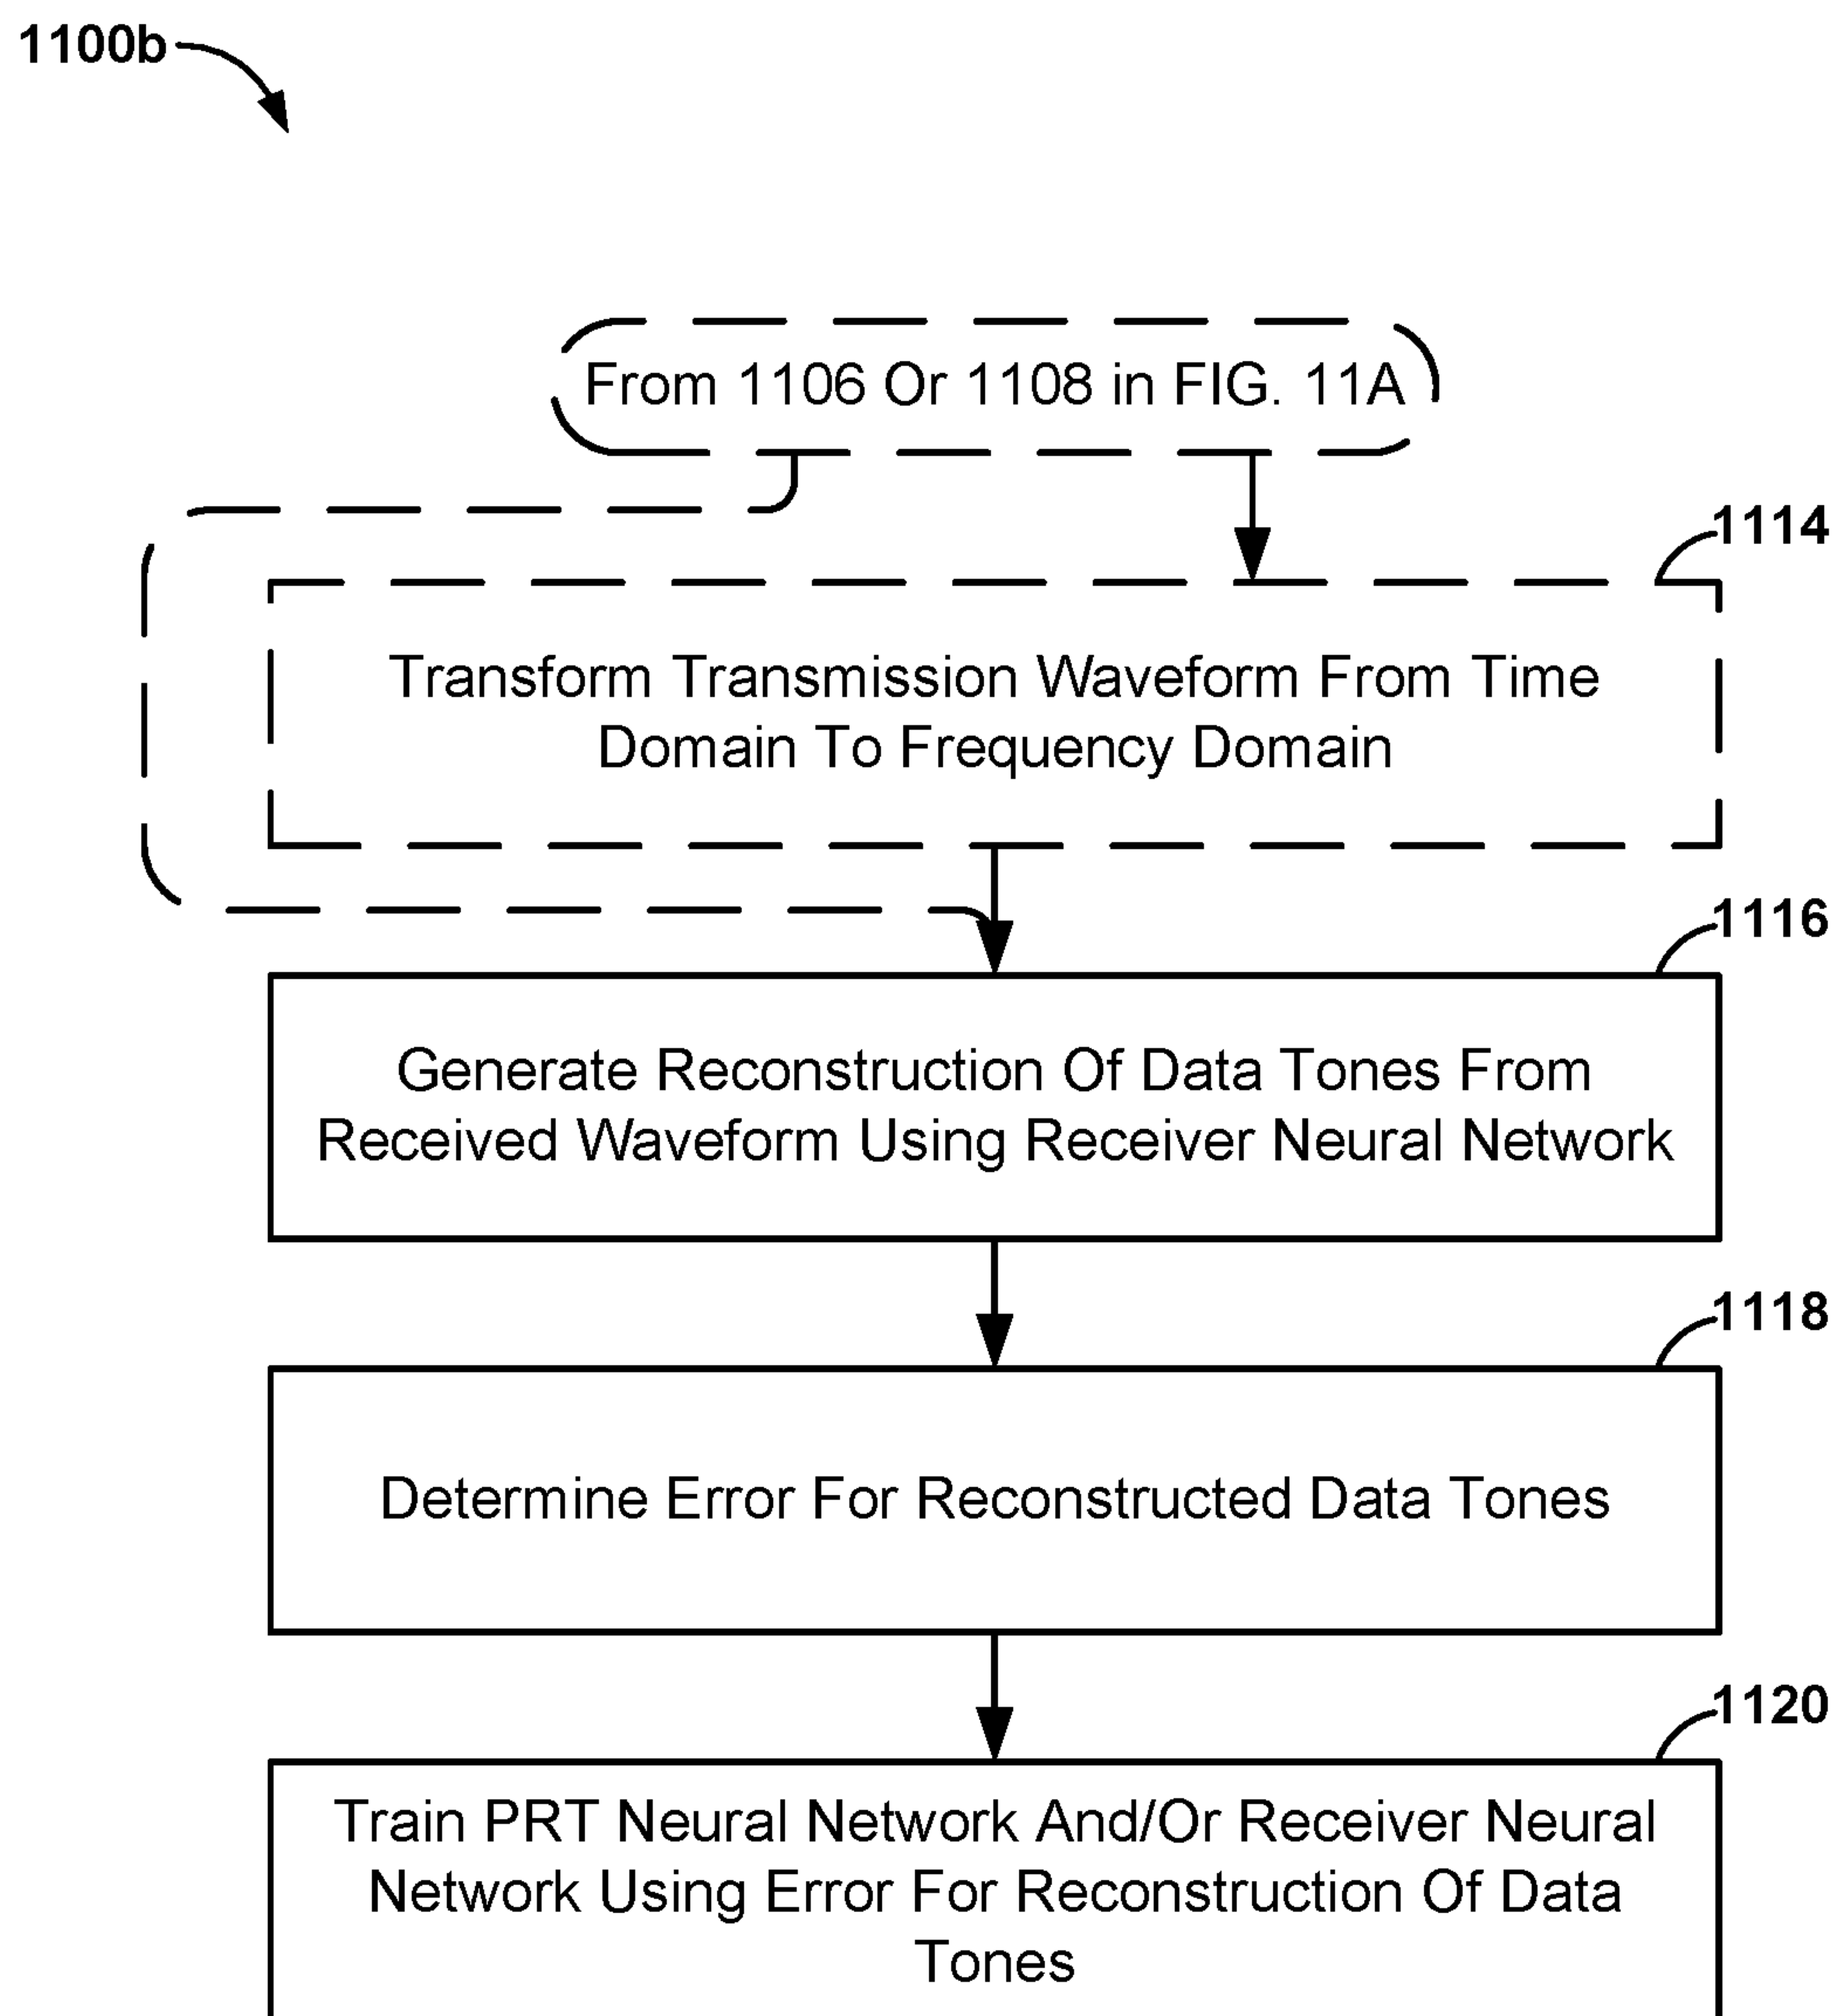 1100b
From 1106 Or 1108 in FIG. 11A
1114
Transform Transmission Waveform From Time
Domain To Frequency Domain
1116
Generate Reconstruction Of Data Tones From
Received Waveform Using Receiver Neural Network
1118
Determine Error For Reconstructed Data Tones
1120
Train PRT Neural Network And/Or Receiver Neural
Network Using Error For Reconstruction Of Data
Tones